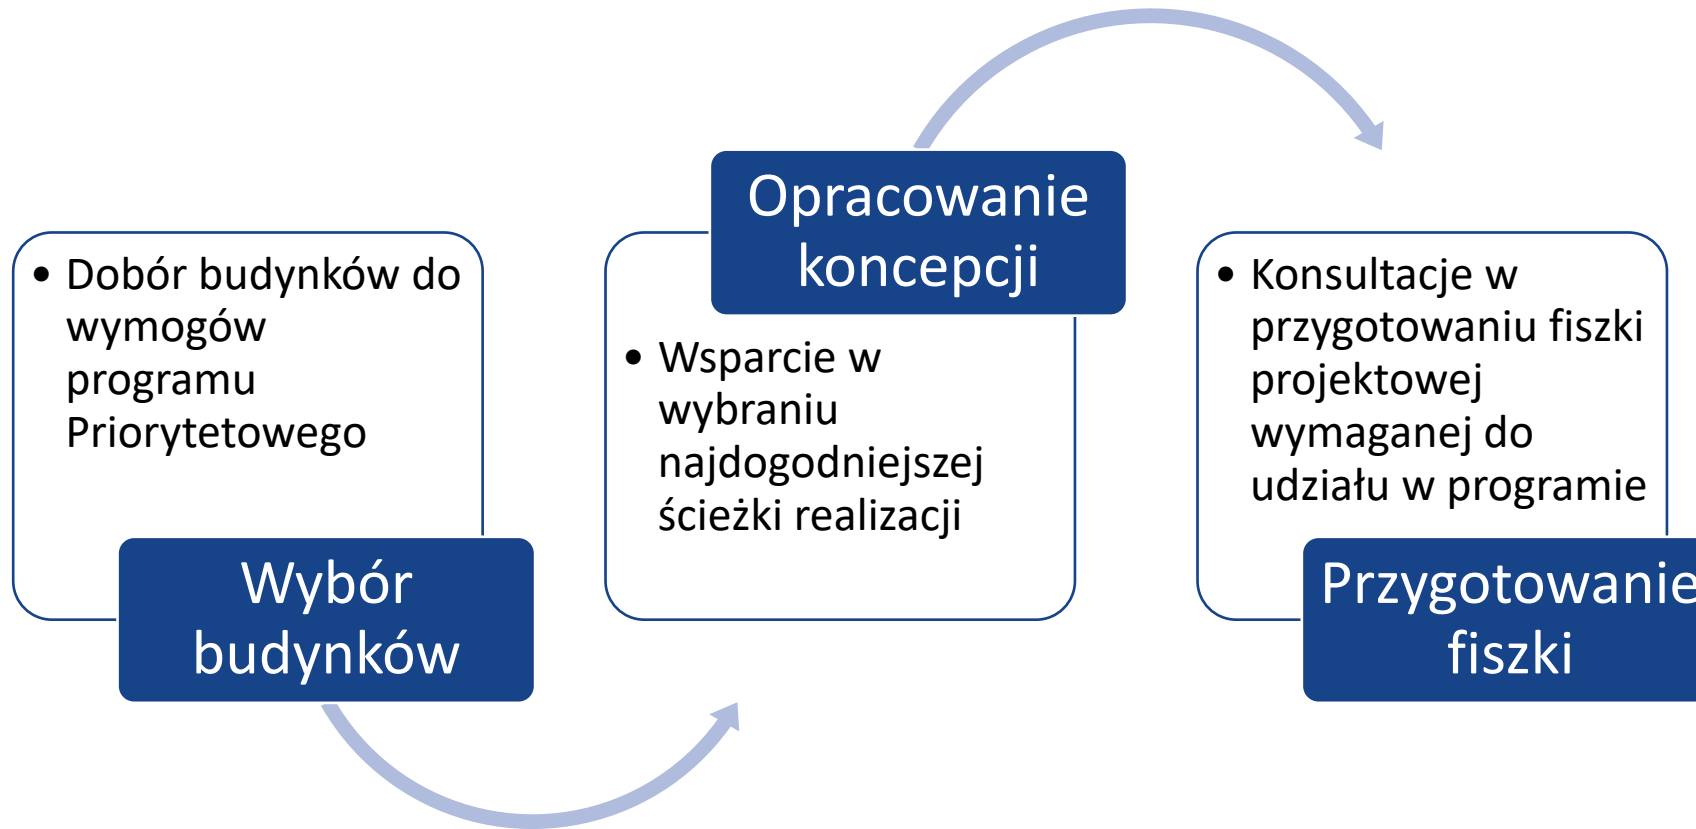 • Dobór budynków do
wymogów
programu
Priorytetowego
Wybór
budynków
Opracowanie
koncepcji
• Wsparcie w
wybraniu
najdogodniejszej
ścieżki realizacji
• Konsultacje w
przygotowaniu fiszki
projektowej
wymaganej do
udziału w programie
Przygotowanie
fiszki